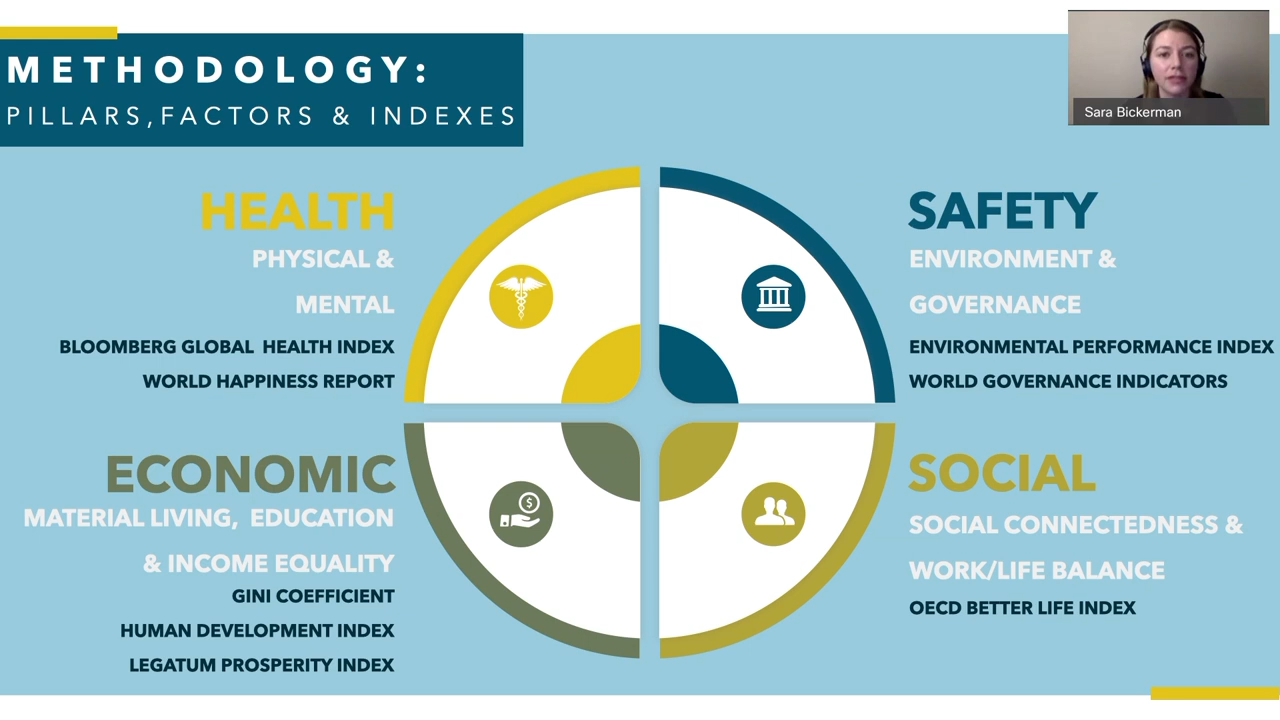 METHODOLOGY:
PILLARS,FACTORS & INDEXES
Sara Bickerman
HEALTH
PHYSICAL &
MENTAL
BLOOMBERG GLOBAL HEALTH INDEX
WORLD HAPPINESS REPORT
SAFETY
ENVIRONMENT &
GOVERNANCE
ENVIRONMENTAL PERFORMANCE INDEX
WORLD GOVERNANCE INDICATORS
ECONOMIC
MATERIAL LIVING, EDUCATION
& INCOME EQUALITY
GINI COEFFICIENT
HUMAN DEVELOPMENT INDEX
LEGATUM PROSPERITY INDEX
$
SOCIAL
SOCIAL CONNECTEDNESS &
WORK/LIFE BALANCE
OECD BETTER LIFE INDEX